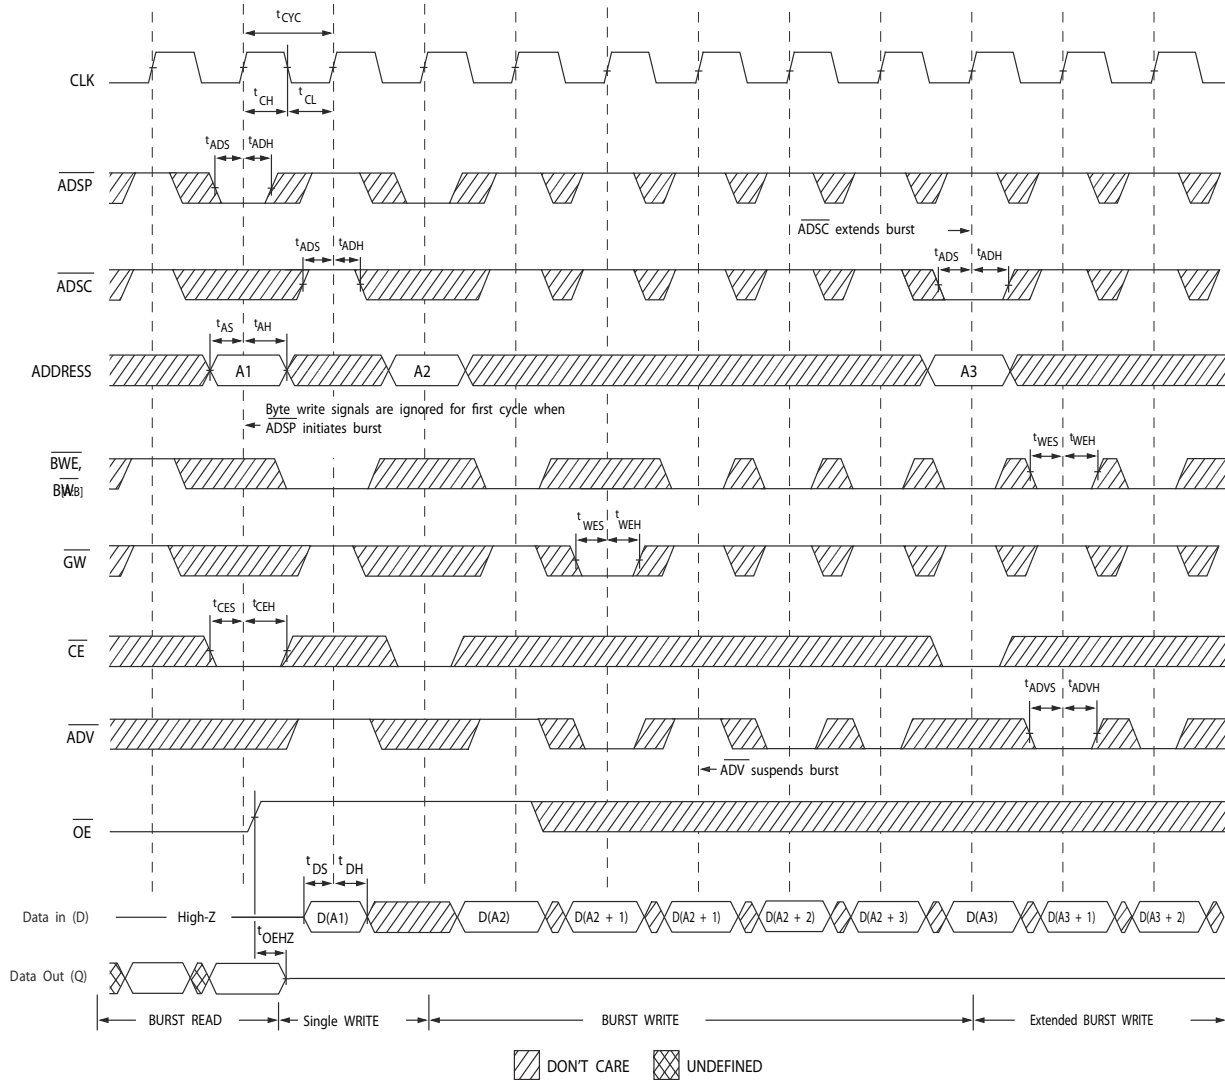 tCYC
CLK
tCH
tCL
tADS
tADH
ADSP
ADSC extends burst
tADS
tADH
tADS
tADH
ADSC
tAS
tAH
ADDRESS
A1
A2
A3
Byte write signals are ignored for first cycle when
ADSP initiates burst
tWES
tWEH
BWE,
BW[A:B]
tWES
tWEH
GW
tCES
tCEH
CE
tADVS
tADVH
ADV
ADV suspends burst
OE
tDS
tDH
Data in (D)
High-Z
D(A1)
D(A2)
D(A2 + 1)
D(A2 + 1)
D(A2 + 2)
D(A2 + 3)
D(A3)
D(A3 + 1)
D(A3 + 2)
tOEHZ
Data Out (Q)
BURST READ
Single WRITE
BURST WRITE
Extended BURST WRITE
DON'T CARE
UNDEFINED